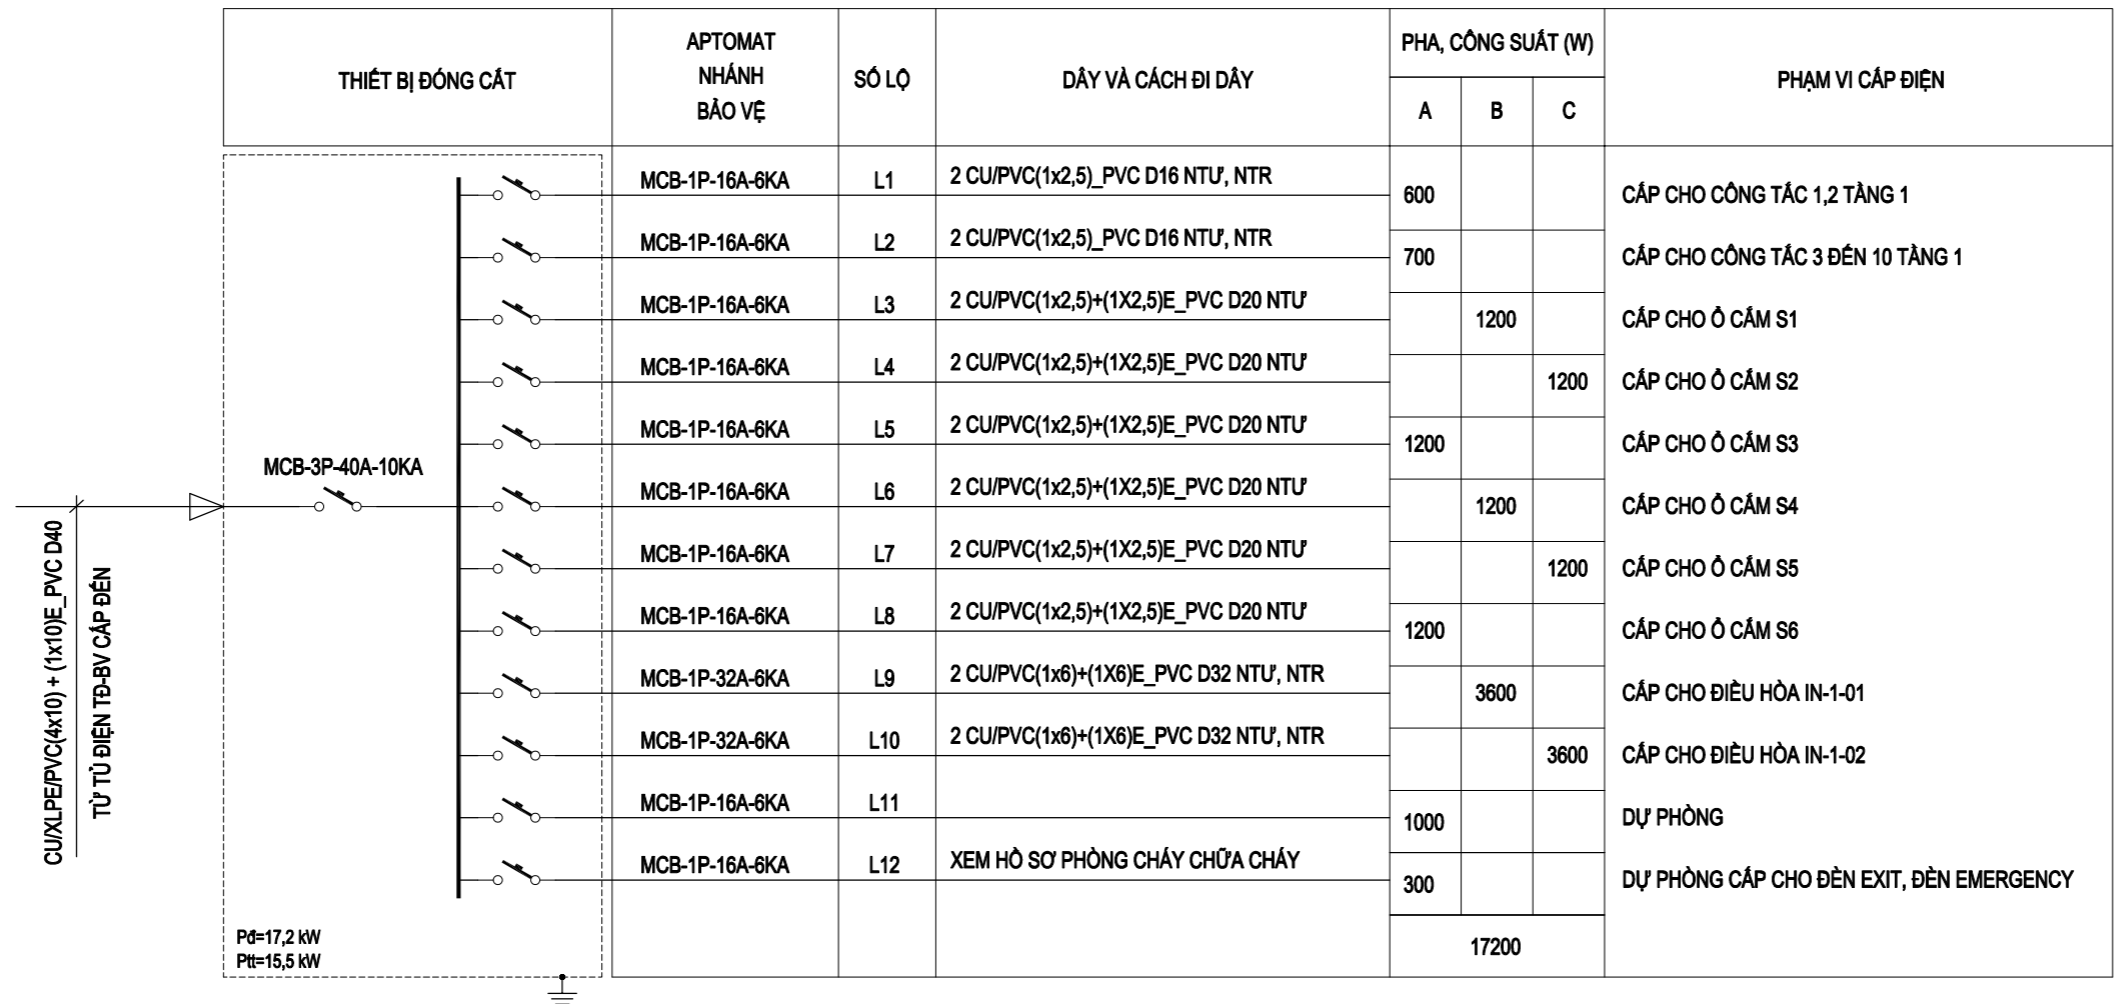 THIẾT BỊ ĐÓNG CẮT
APTOMAT
NHÁNH
BẢO VỆ
SỐ LỘ
DÂY VÀ CÁCH ĐI DÂY
PHA, CÔNG SUẤT (W)
A B C
PHẠM VI CẤP ĐIỆN
MCB-1P-16A-6KA L1 2 CU/PVC(1x2,5)_PVC D16 NTƯ, NTR 600 CẤP CHO CÔNG TẮC 1,2 TẦNG 1
MCB-1P-16A-6KA L2 2 CU/PVC(1x2,5)_PVC D16 NTƯ, NTR 700 CẤP CHO CÔNG TẮC 3 ĐẾN 10 TẦNG 1
MCB-1P-16A-6KA L3 2 CU/PVC(1x2,5)+(1X2,5)E_PVC D20 NTƯ 1200 CẤP CHO Ổ CẮM S1
MCB-1P-16A-6KA L4 2 CU/PVC(1x2,5)+(1X2,5)E_PVC D20 NTƯ 1200 CẤP CHO Ổ CẮM S2
MCB-1P-16A-6KA L5 2 CU/PVC(1x2,5)+(1X2,5)E_PVC D20 NTƯ 1200 CẤP CHO Ổ CẮM S3
MCB-3P-40A-10KA
MCB-1P-16A-6KA L6 2 CU/PVC(1x2,5)+(1X2,5)E_PVC D20 NTƯ 1200 CẤP CHO Ổ CẮM S4
MCB-1P-16A-6KA L7 2 CU/PVC(1x2,5)+(1X2,5)E_PVC D20 NTƯ 1200 CẤP CHO Ổ CẮM S5
MCB-1P-16A-6KA L8 2 CU/PVC(1x2,5)+(1X2,5)E_PVC D20 NTƯ 1200 CẤP CHO Ổ CẮM S6
MCB-1P-32A-6KA L9 2 CU/PVC(1x6)+(1X6)E_PVC D32 NTƯ, NTR 3600 CẤP CHO ĐIỀU HÒA IN-1-01
MCB-1P-32A-6KA L10 2 CU/PVC(1x6)+(1X6)E_PVC D32 NTƯ, NTR 3600 CẤP CHO ĐIỀU HÒA IN-1-02
MCB-1P-16A-6KA L11 1000 DỰ PHÒNG
MCB-1P-16A-6KA L12 XEM HỒ SƠ PHÒNG CHÁY CHỮA CHÁY 300 DỰ PHÒNG CẤP CHO ĐÈN EXIT, ĐÈN EMERGENCY
CU/XLPE/PVC(4x10) + (1x10)E_PVC D40
TỪ TỦ ĐIỆN TĐ-BV CẤP ĐẾN
Pđ=17,2 kW
Ptt=15,5 kW
17200